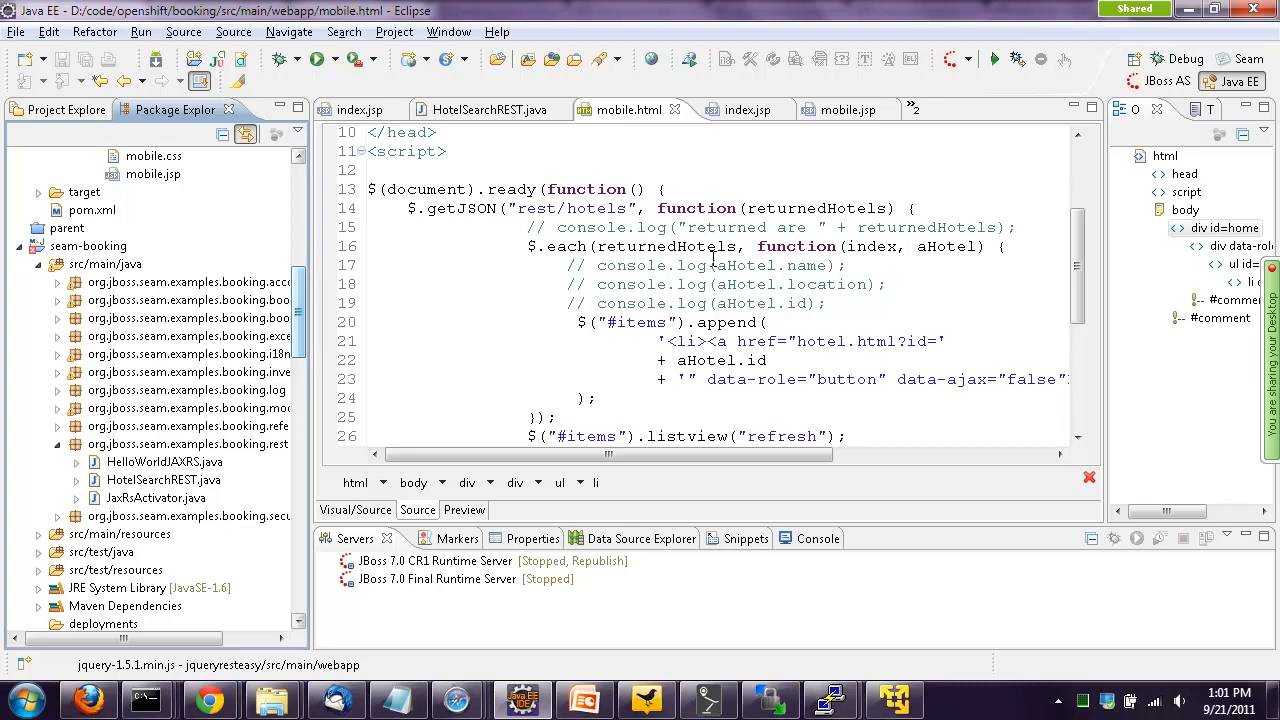 Java EE - D:/code/openshift/booking/src/main/webapp/mobile.html - Eclipse
Shared
File Edit Refactor Run Source Source Navigate Search Project Window Help
Debug Seam
JBoss AS Java EE
Project Explore Package Explor
index.jsp HotelSearchREST.java mobile.html index.jsp mobile.jsp 2
O T
mobile.css
mobile.jsp
target
pom.xml
parent
seam-booking
src/main/java
org.jboss.seam.examples.booking.acc
org.jboss.seam.examples.booking.boo
org.jboss.seam.examples.booking.boo
org.jboss.seam.examples.booking.exce
org.jboss.seam.examples.booking.i18n
org.jboss.seam.examples.booking.inve
org.jboss.seam.examples.booking.log
org.jboss.seam.examples.booking.mo
org.jboss.seam.examples.booking.refe
org.jboss.seam.examples.booking.rest
HelloWorldJAXRS.java
HotelSearchREST.java
JaxRsActivator.java
org.jboss.seam.examples.booking.secu
src/main/resources
src/test/java
src/test/resources
JRE System Library [JavaSE-1.6]
Maven Dependencies
deployments
10 </head>
11 <script>
12
13 $(document).ready(function() {
14 $.getJSON("rest/hotels", function(returnedHotels) {
15 // console.log("returned are " + returnedHotels);
16 $.each(returnedHotels, function(index, aHotel) {
17 // console.log(aHotel.name);
18 // console.log(aHotel.location);
19 // console.log(aHotel.id);
20 $("#items").append(
21 '<li><a href="hotel.html?id='
22 + aHotel.id
23 + '" data-role="button" data-ajax="false"
24 );
25 });
26 $("#items").listview("refresh");
html body div div ul li
Visual/Source Source Preview
html
head
script
body
div id=home
div data-ro
ul id=
li
#comment
#comment
You are sharing your Desktop
Servers Markers Properties Data Source Explorer Snippets Console
JBoss 7.0 CR1 Runtime Server [Stopped, Republish]
JBoss 7.0 Final Runtime Server [Stopped]
jquery-1.5.1.min.js - jqueryresteasy/src/main/webapp
1:01 PM
9/21/2011